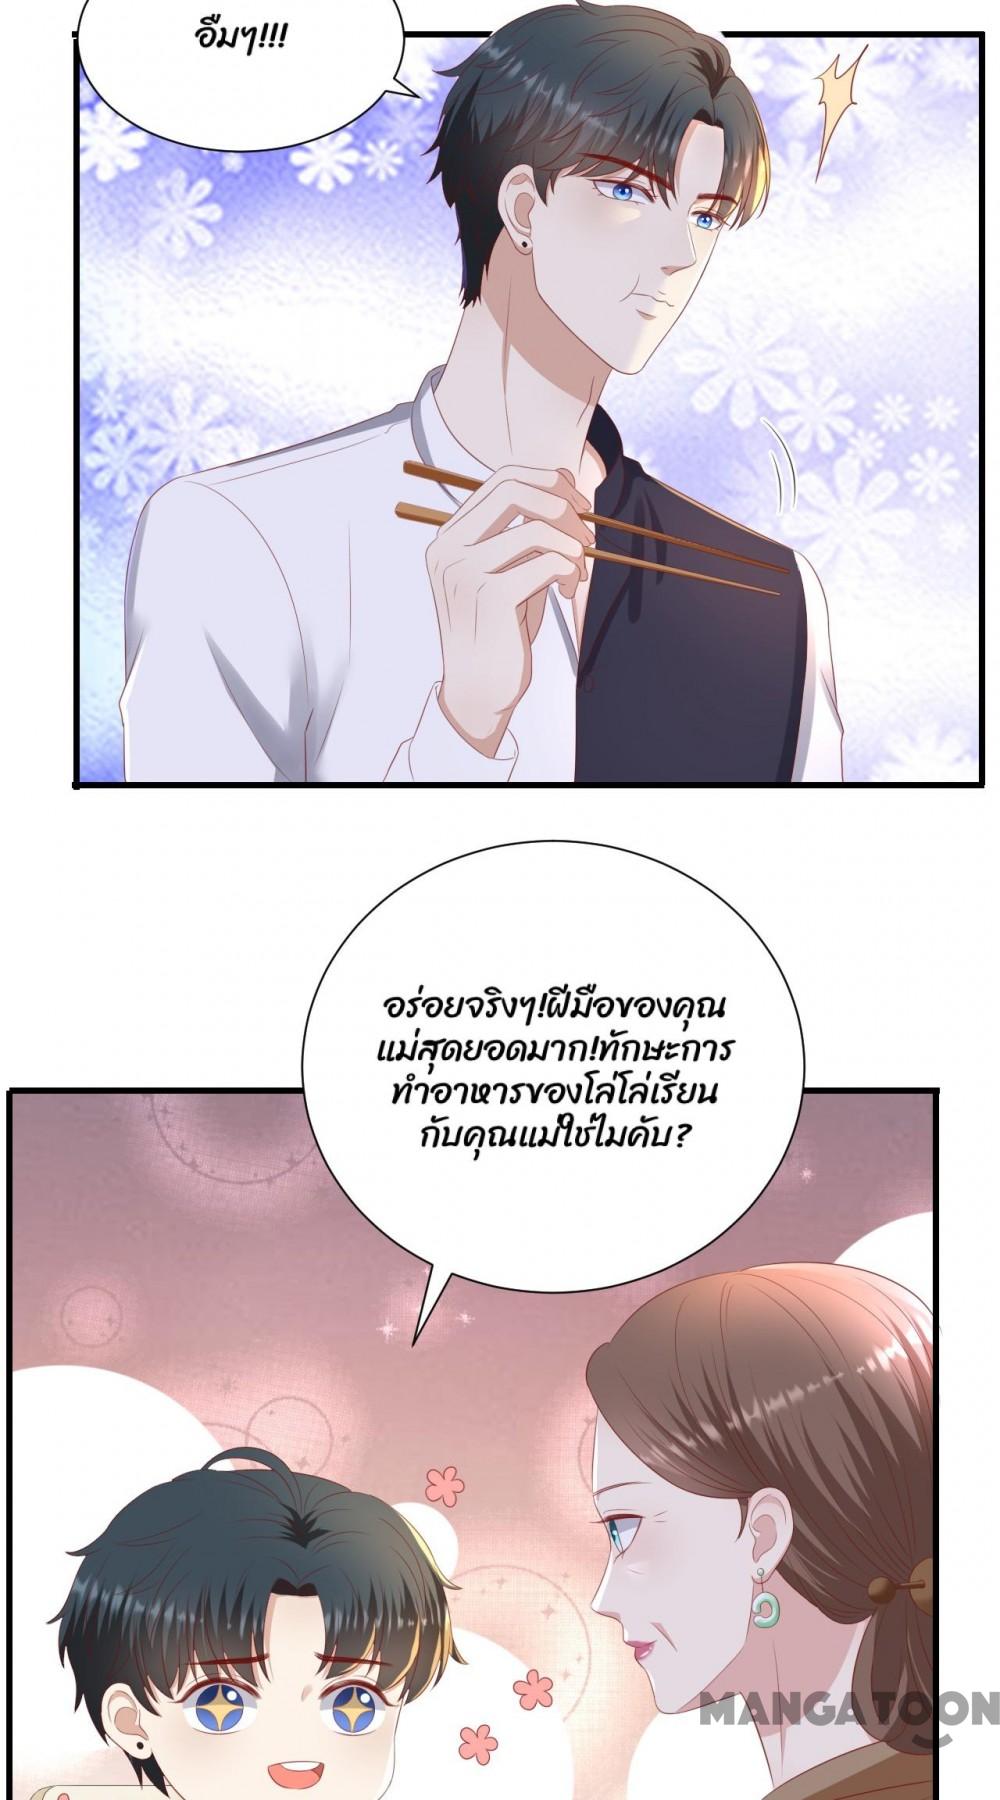 อืมๆ!!!
อร่อยจริงๆ!ฝีมือของคุณ
แม่สุดยอดมาก!ทักษะการ
ทำอาหารของโล่โล่เรียน
กับคุณแม่ใช่ไมคับ?
MANGATOON